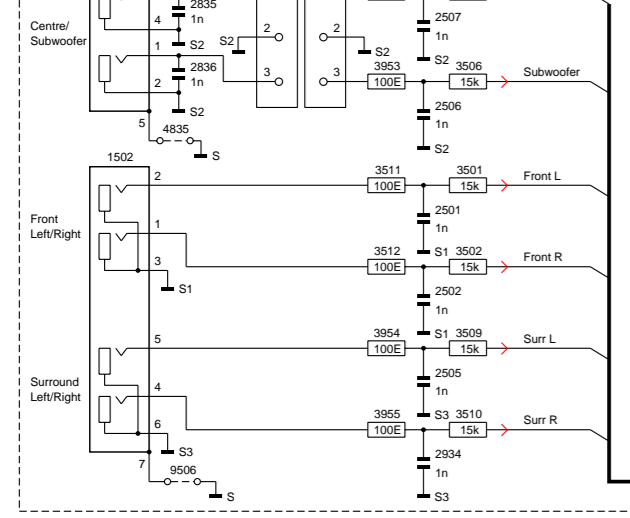 2835
1n
Centre/
Subwoofer
4
S2
1
2836
1n
2
S2
5
4835
S
S2
2
3
2
S2
3
2507
1n
S2
3953
100E
3506
15k
Subwoofer
2506
1n
S2
1502
2
Front
Left/Right
1
3
S1
3511
100E
3501
15k
Front L
2501
1n
S1
3512
100E
3502
15k
Front R
2502
1n
S1
5
4
Surround
Left/Right
6
S3
7
9506
S
3954
100E
3509
15k
Surr L
2505
1n
S3
3955
100E
3510
15k
Surr R
2934
1n
S3